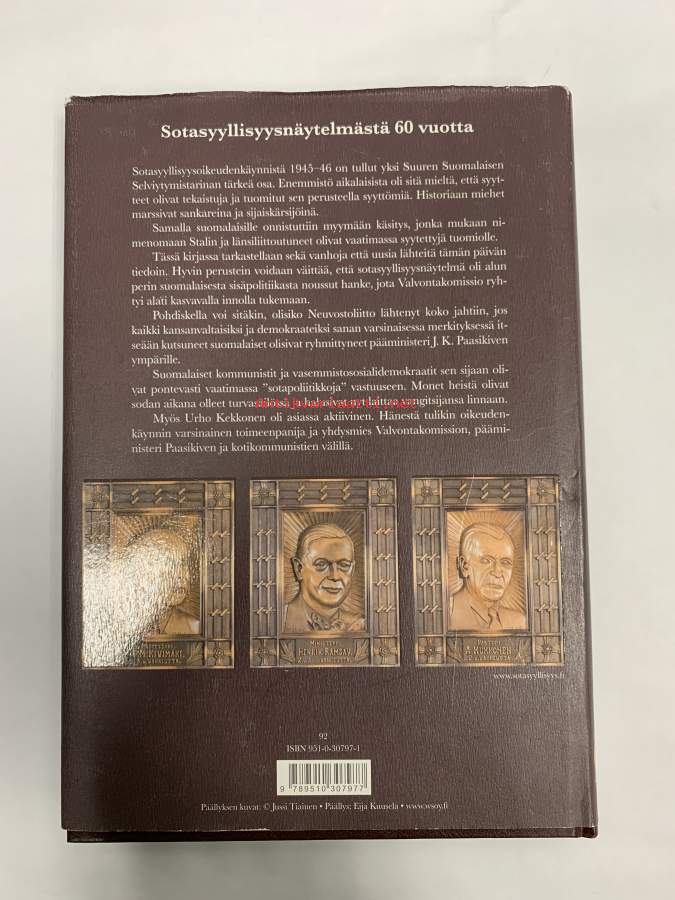 Sotasyyllisyysnäytelmästä 60 vuotta
Sotasyyllisyysoikeudenkäynnistä 1945–46 on tullut yksi Suuren Suomalaisen
Selviytymistarinan tärkeä osa. Enemmistö aikalaisista oli sitä mieltä, että syyt-
teet olivat tekaistuja ja tuomitut sen perusteella syyttömiä. Historiaan miehet
marssivat sankareina ja sijaiskärsijöinä.
Samalla suomalaisille onnistuttiin myymään käsitys, jonka mukaan ni-
menomaan Stalin ja länsiliittoutuneet olivat vaatimassa syytettyjä tuomiolle.
Tässä kirjassa tarkastellaan sekä vanhoja että uusia lähteitä tämän päivän
tiedoin. Hyvin perustein voidaan väittää, että sotasyyllisyysnäytelmä oli alun
perin suomalaisesta sisäpolitiikasta noussut hanke, jota Valvontakomissio ryh-
tyi alati kasvavalla innolla tukemaan.
Pohdiskella voi sitäkin, olisiko Neuvostoliitto lähtenyt koko jahtiin, jos
kaikki kansanvaltaisiksi ja demokraateiksi sanan varsinaisessa merkityksessä it-
seään kutsuneet suomalaiset olisivat ryhmittyneet pääministeri J. K. Paasikiven
ympärille.
Suomalaiset kommunistit ja vasemmistososialidemokraatit sen sijaan oli-
vat pontevasti vaatimassa "sotapoliitikkoja" vastuuseen. Monet heistä olivat
sodan aikana olleet vangitsijansa linnaan.
Myös Urho Kekkonen oli asiassa aktiivinen. Hänestä tulikin oikeuden-
käynnin varsinainen toimeenpanija ja yhdysmies Valvontakomission, päämi-
nisteri Paasikiven ja kotikommunistien välillä.
MINISTERI
HENRIK RAMSAY
A. KUKKONEN
www.sotasyyllisyys.fi
92
ISBN 951-0-30797-1
9 789510 307977
Päällyksen kuvat: © Jussi Tiainen • Päällys: Eija Kuusela • www.wsoy.fi